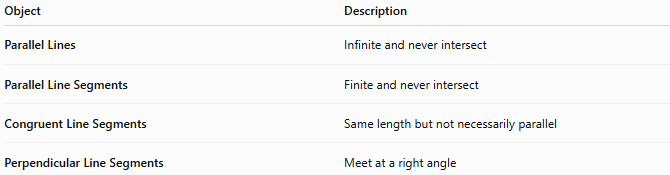 Object Description
Parallel Lines Infinite and never intersect
Parallel Line Segments Finite and never intersect
Congruent Line Segments Same length but not necessarily parallel
Perpendicular Line Segments Meet at a right angle